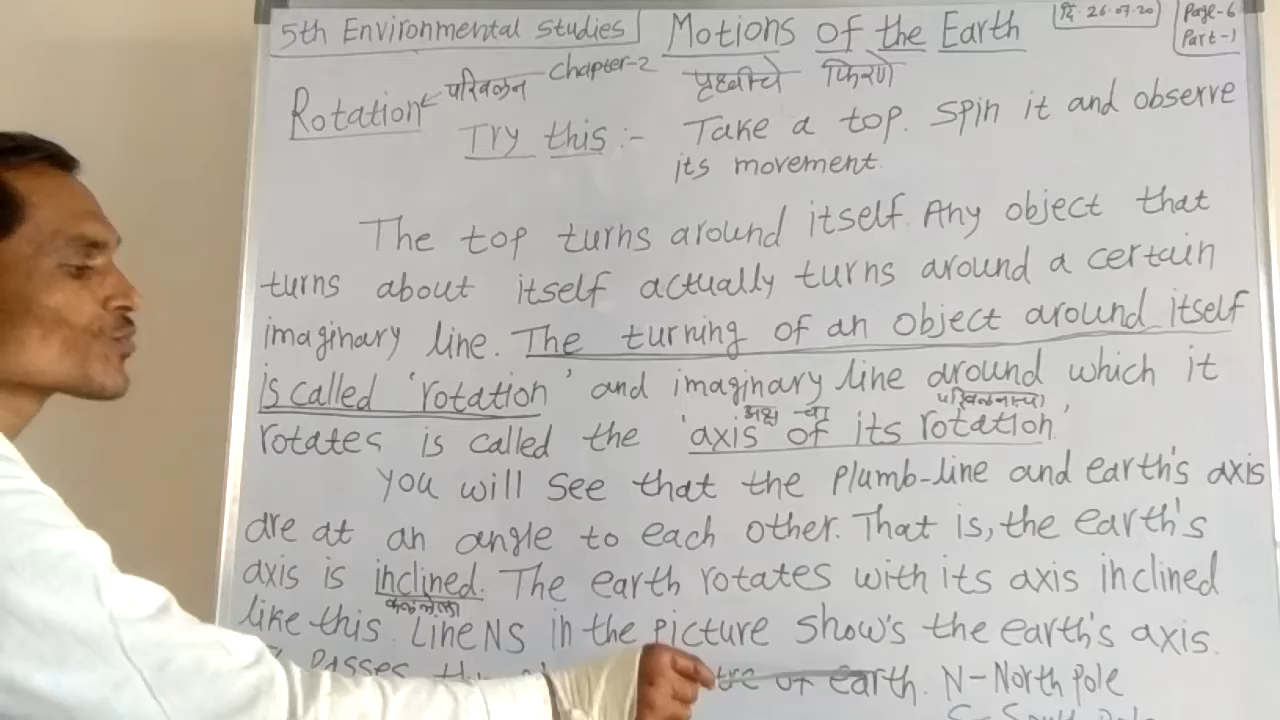 5th Environmental Studies Motions of the Earth दि. 26.07.20 Page-6
Part-1
Chapter-2 पृथ्वीचे फिरणे
Rotation परिवलन
Try this :- Take a top. Spin it and observe
its movement.
The top turns around itself. Any object that
turns about itself actually turns around a certain
imaginary line. The turning of an object around itself
is called 'rotation' and imaginary line around which it
अक्ष चा परिवलनाचा
rotates is called the 'axis of its rotation'
You will see that the plumb-line and earth's axis
are at an angle to each other. That is, the earth's
axis is inclined. The earth rotates with its axis inclined
कललेला
like this. Line NS in the picture show's the earth's axis.
Passes earth. N-North Pole